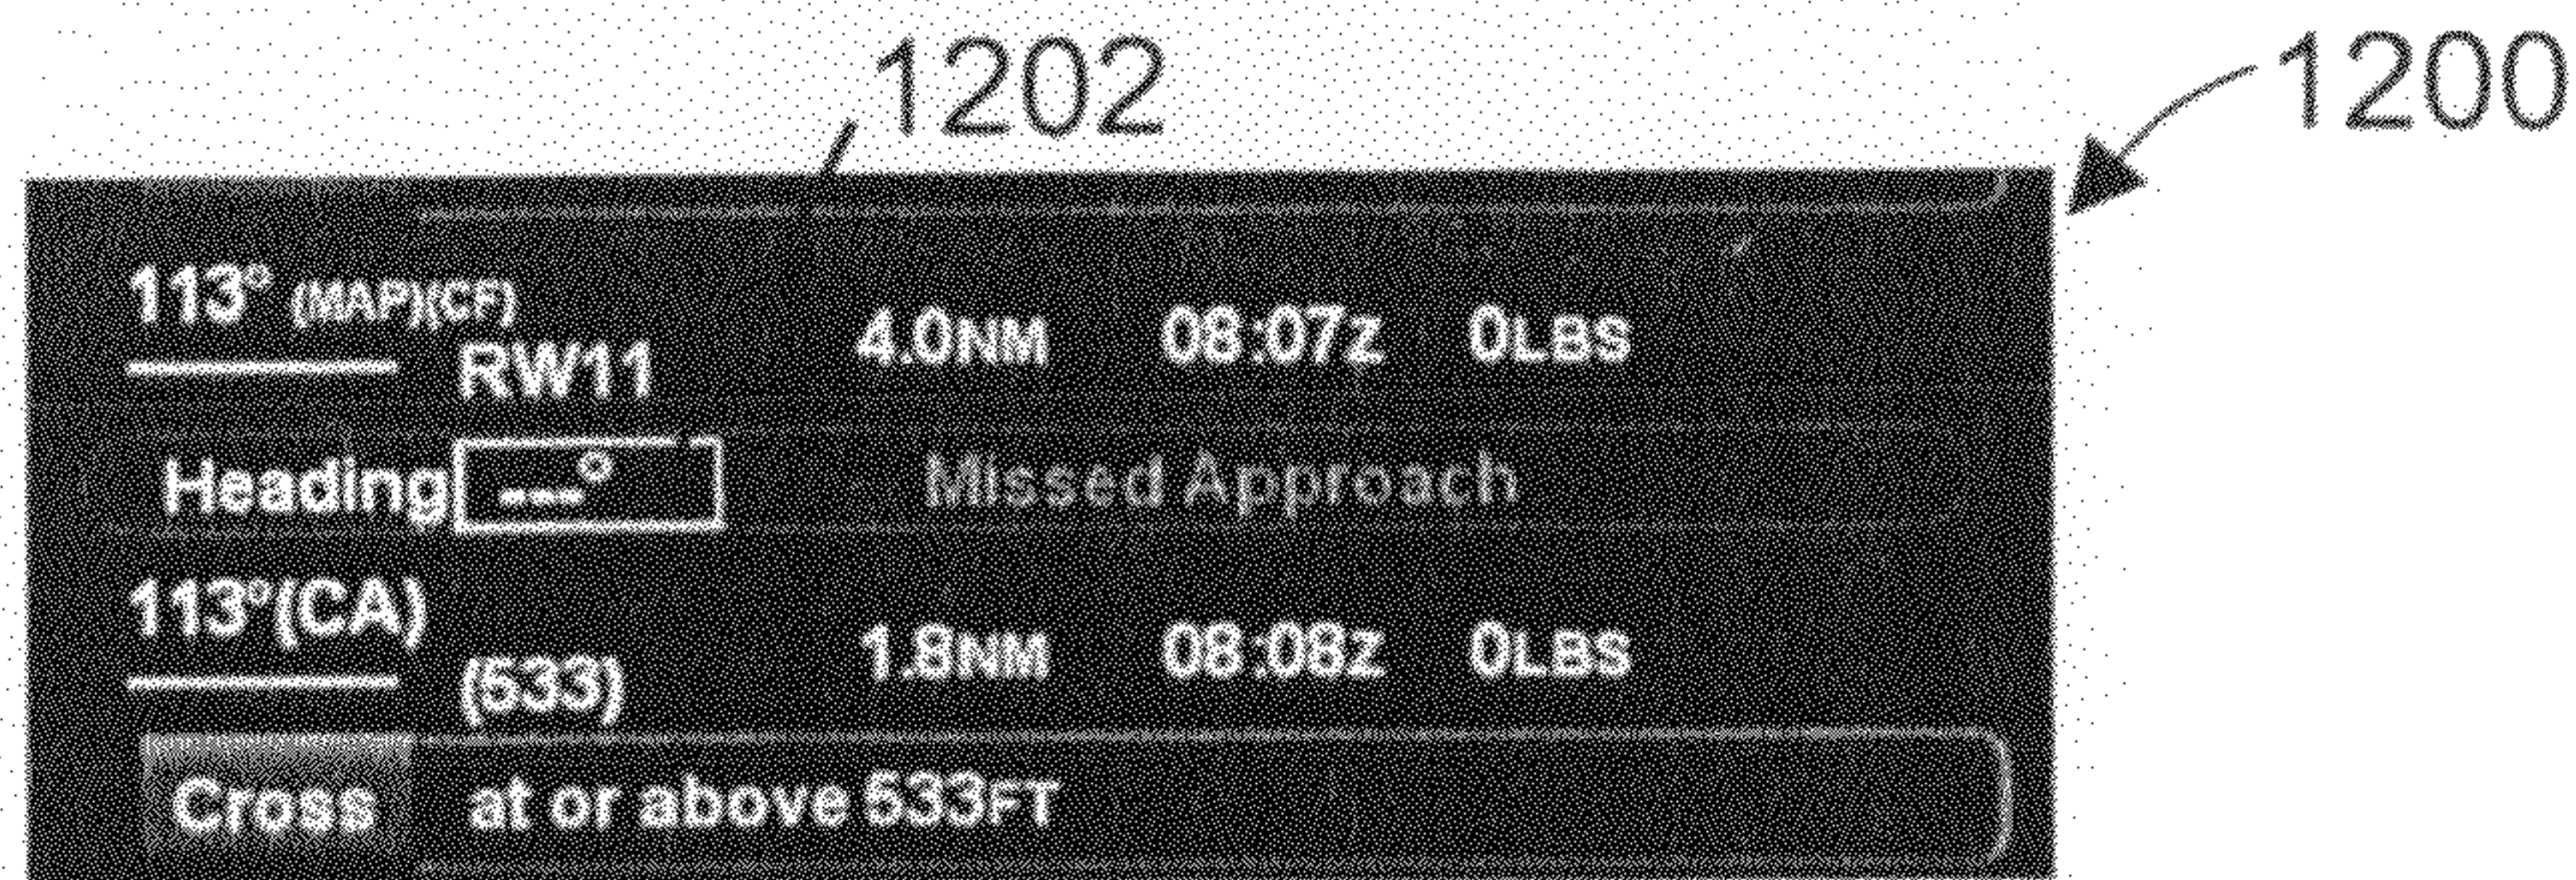 1202
1200
113° (MAP)(CF)
RW11 4.0NM 08:07Z 0LBS
Heading ---° Missed Approach
113°(CA)
(533) 1.8NM 08:08Z 0LBS
Cross at or above 533FT